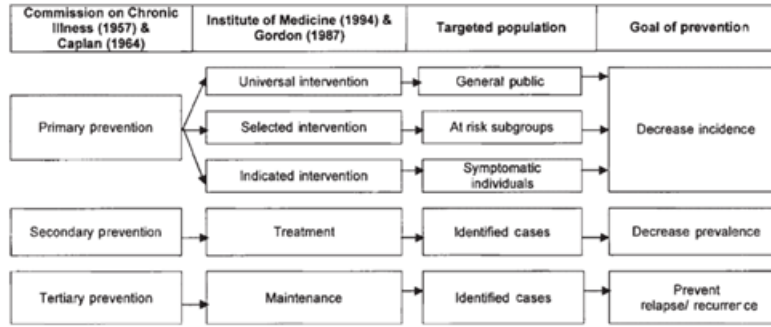 Commission on Chronic
Illness (1957) &
Caplan (1964)
Institute of Medicine (1994) &
Gordon (1987)
Targeted population
Goal of prevention
Primary prevention
Universal intervention
General public
Selected intervention
At risk subgroups
Indicated intervention
Symptomatic
individuals
Decrease incidence
Secondary prevention
Treatment
Identified cases
Decrease prevalence
Tertiary prevention
Maintenance
Identified cases
Prevent
relapse/ recurrence